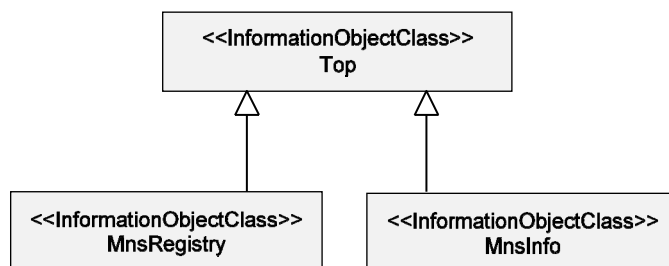 <<InformationObjectClass>>
Top
<<InformationObjectClass>>
MnsRegistry
<<InformationObjectClass>>
MnsInfo